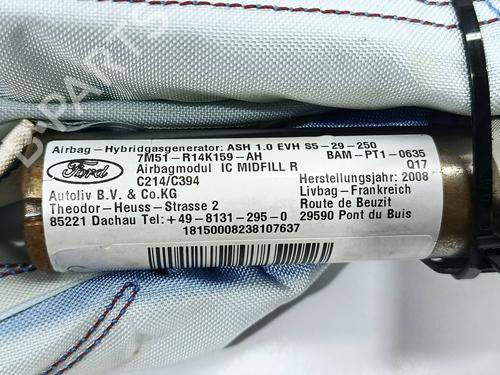 B-PARTS
Airbag - Hybridgasgenerator: ASH 1.0 EVH S5-29-250
7M51-R14K159-AH BAM-PT1-0635
Ford Airbagmodul IC MIDFILL R Q17
C214/C394 Herstellungsjahr: 2008
Autoliv B.V. & Co.KG Livbag-Frankreich
Theodor-Heuss-Strasse 2 Route de Beuzit
85221 Dachau Tel:+49-8131-295-0 29590 Pont du Buis
18150008238107637